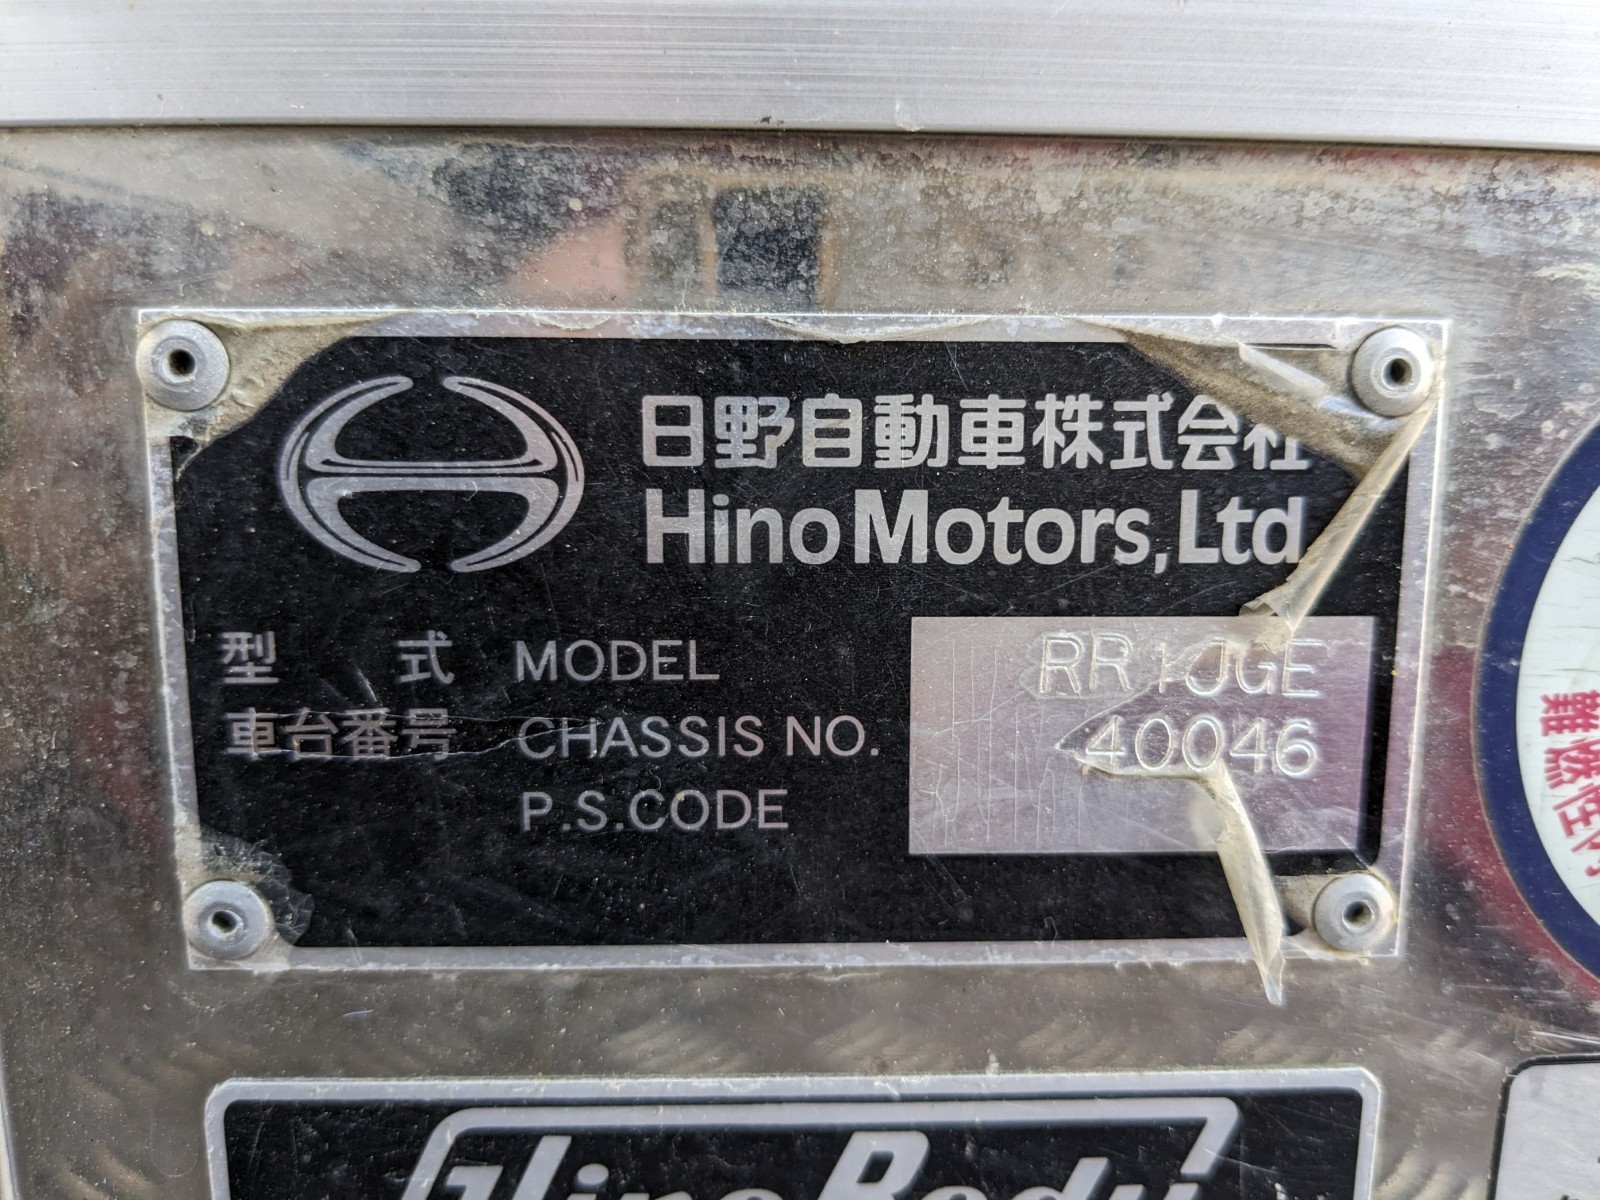 日野自動車株式会社
Hino Motors, Ltd
型 式 MODEL RR1JGE
車台番号 CHASSIS NO. 40046
P.S.CODE
難燃性
Hino Body